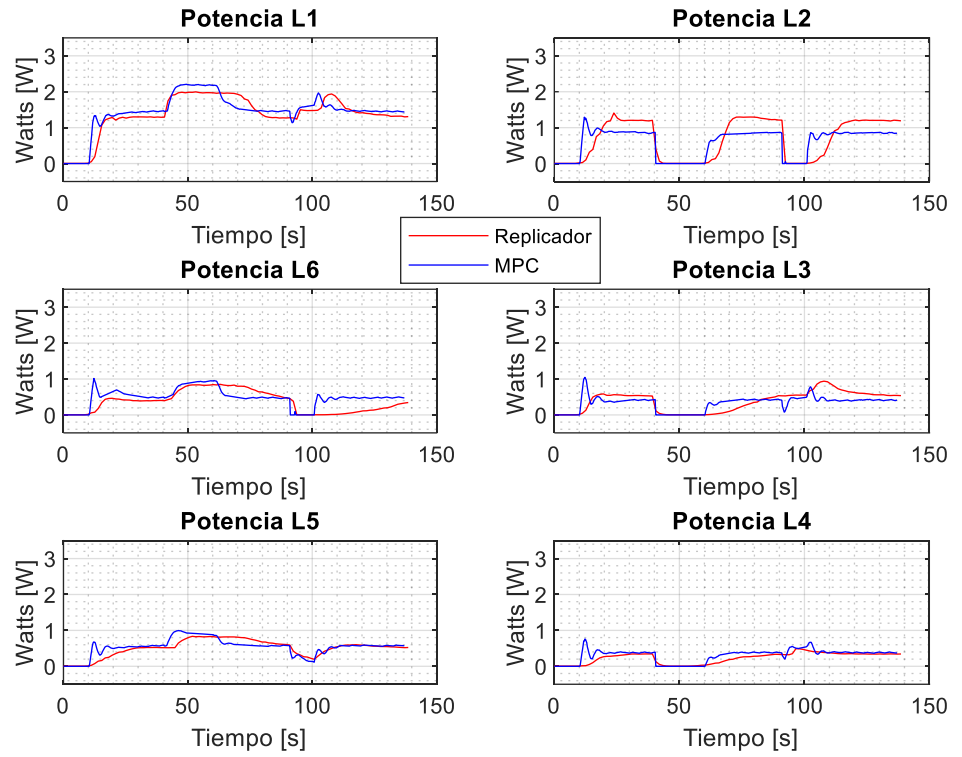 Potencia L1
Watts [W]
3
2
1
0
0 50 100 150
Tiempo [s]
Potencia L2
Watts [W]
3
2
1
0
0 50 100 150
Tiempo [s]
Replicador
MPC
Potencia L6
Watts [W]
3
2
1
0
0 50 100 150
Tiempo [s]
Potencia L3
Watts [W]
3
2
1
0
0 50 100 150
Tiempo [s]
Potencia L5
Watts [W]
3
2
1
0
0 50 100 150
Tiempo [s]
Potencia L4
Watts [W]
3
2
1
0
0 50 100 150
Tiempo [s]